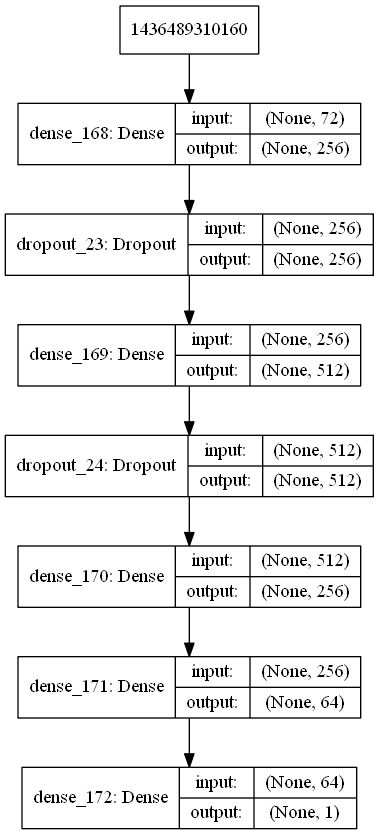 1436489310160
dense_168: Dense
input: (None, 72)
output: (None, 256)
dropout_23: Dropout
input: (None, 256)
output: (None, 256)
dense_169: Dense
input: (None, 256)
output: (None, 512)
dropout_24: Dropout
input: (None, 512)
output: (None, 512)
dense_170: Dense
input: (None, 512)
output: (None, 256)
dense_171: Dense
input: (None, 256)
output: (None, 64)
dense_172: Dense
input: (None, 64)
output: (None, 1)